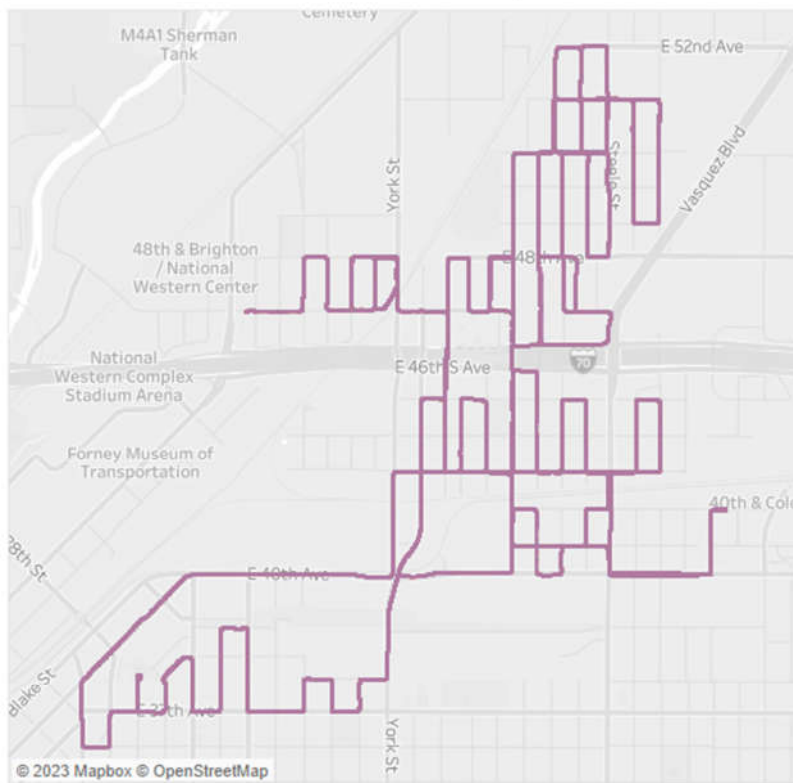 Cemetery
M4A1 Sherman
Tank
E 52nd Ave
York St
Steele St
Vasquez Blvd
48th & Brighton
/ National
Western Center
E 48th Ave
National
Western Complex
Stadium Arena
E 46th S Ave
70
Forney Museum of
Transportation
40th & Colo
38th St
E 40th Ave
Blake St
E 37th Ave
York St
© 2023 Mapbox © OpenStreetMap